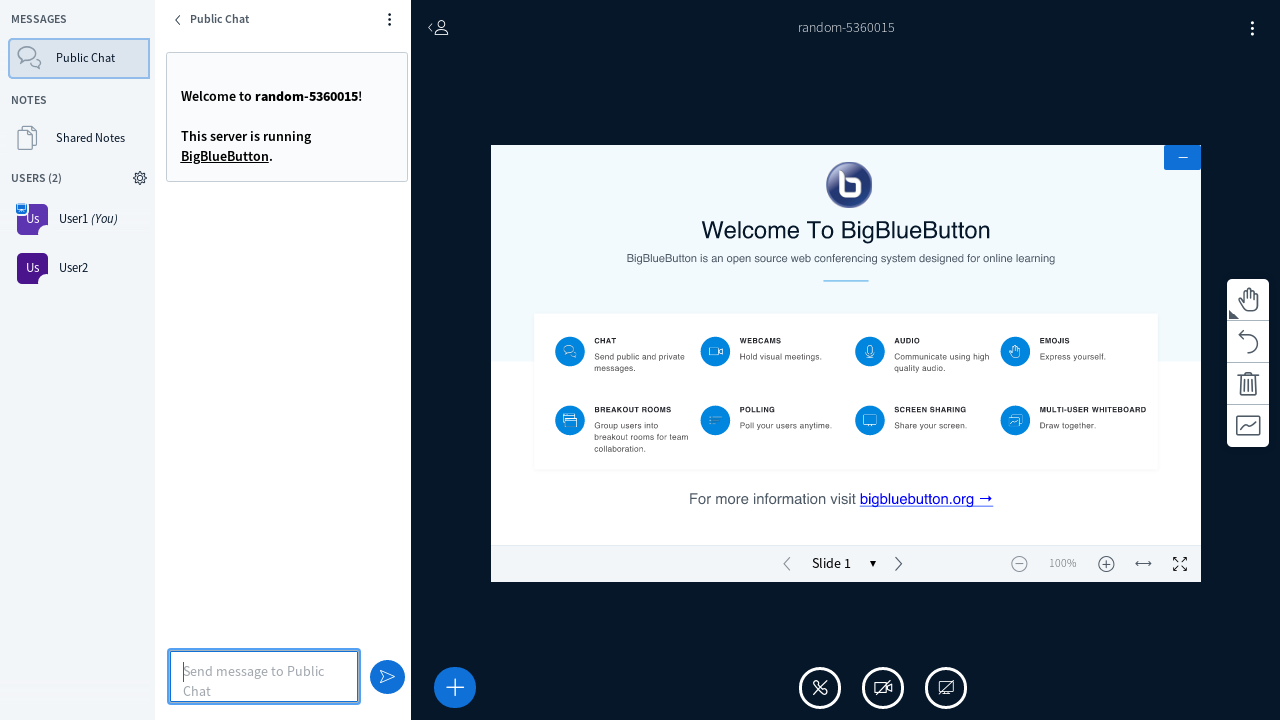 MESSAGES
Public Chat
NOTES
Shared Notes
USERS (2)
Us
User1 (You)
Us
User2
Public Chat
Welcome to random-5360015!
This server is running
BigBlueButton.
Send message to Public
Chat
random-5360015
Welcome To BigBlueButton
BigBlueButton is an open source web conferencing system designed for online learning
CHAT
Send public and private
messages.
WEBCAMS
Hold visual meetings.
AUDIO
Communicate using high
quality audio.
EMOJIS
Express yourself.
BREAKOUT ROOMS
Group users into
breakout rooms for team
collaboration.
POLLING
Poll your users anytime.
SCREEN SHARING
Share your screen.
MULTI-USER WHITEBOARD
Draw together.
For more information visit bigbluebutton.org →
Slide 1
100%